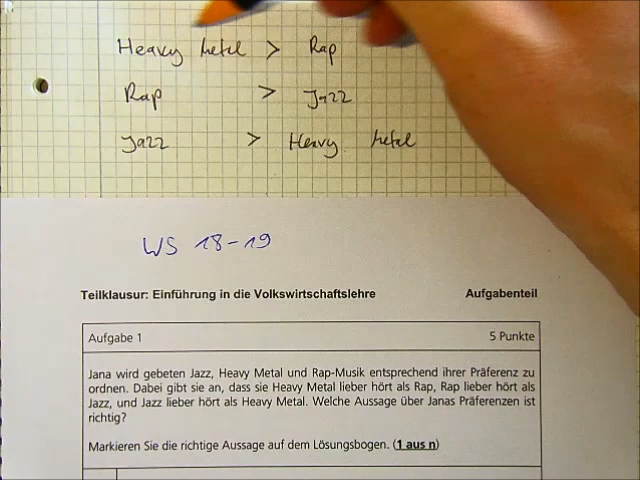 Heavy Metal > Rap
Rap > Jazz
Jazz > Heavy Metal
WS 18-19
Teilklausur: Einführung in die Volkswirtschaftslehre Aufgabenteil
Aufgabe 1 5 Punkte
Jana wird gebeten Jazz, Heavy Metal und Rap-Musik entsprechend ihrer Präferenz zu
ordnen. Dabei gibt sie an, dass sie Heavy Metal lieber hört als Rap, Rap lieber hört als
Jazz, und Jazz lieber hört als Heavy Metal. Welche Aussage über Janas Präferenzen ist
richtig?
Markieren Sie die richtige Aussage auf dem Lösungsbogen. (1 aus n)